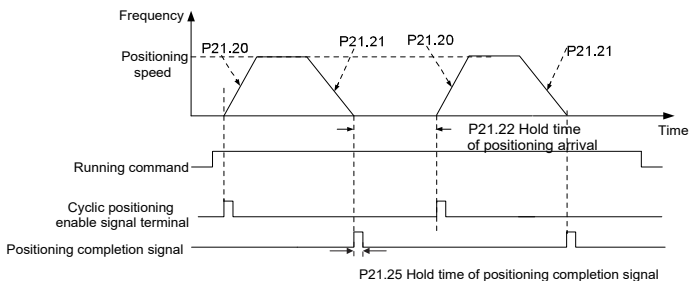 Frequency
P21.20
P21.21
P21.20
P21.21
Positioning
speed
P21.22 Hold time
of positioning arrival
Time
Running command
Cyclic positioning
enable signal terminal
Positioning completion signal
P21.25 Hold time of positioning completion signal